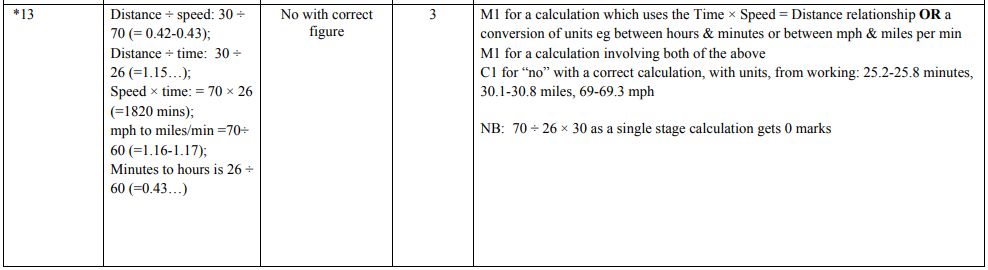 *13
Distance ÷ speed: 30 ÷
70 (= 0.42-0.43);
Distance ÷ time:  30 ÷
26 (=1.15…);
Speed × time: = 70 × 26
(=1820 mins);
mph to miles/min =70÷
60 (=1.16-1.17);
Minutes to hours is 26 ÷
60 (=0.43…)
No with correct
figure
3
M1 for a calculation which uses the Time × Speed = Distance relationship OR a
conversion of units eg between hours & minutes or between mph & miles per min
M1 for a calculation involving both of the above
C1 for “no” with a correct calculation, with units, from working: 25.2-25.8 minutes,
30.1-30.8 miles, 69-69.3 mph
NB:  70 ÷ 26 × 30 as a single stage calculation gets 0 marks